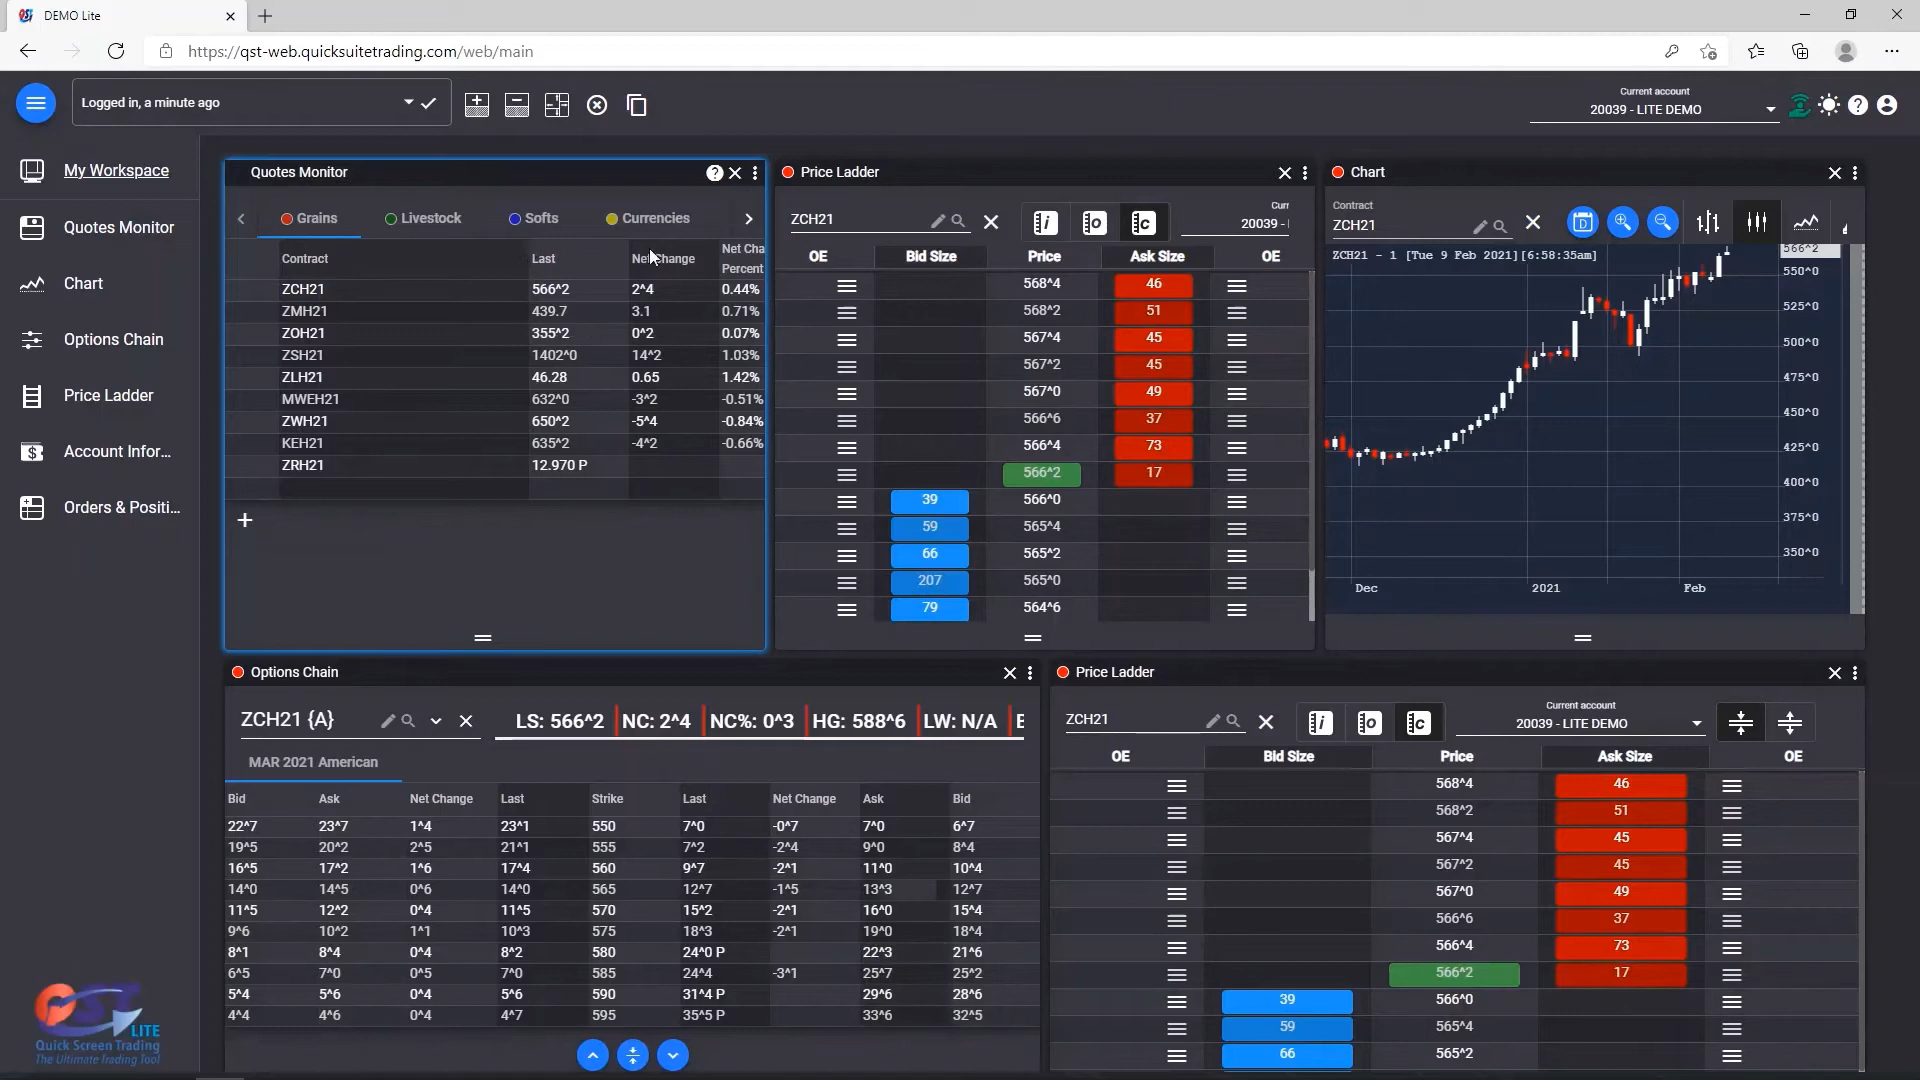 DEMO Lite
https://qst-web.quicksuitetrading.com/web/main
Logged in, a minute ago
Current account
20039 - LITE DEMO
My Workspace
Quotes Monitor
Chart
Options Chain
Price Ladder
Account Infor...
Orders & Positi...
QST LITE
Quick Screen Trading
The Ultimate Trading Tool
Quotes Monitor
Grains Livestock Softs Currencies
Contract Last Net Change Net Cha
Percent
ZCH21 566^2 2^4 0.44%
ZMH21 439.7 3.1 0.71%
ZOH21 355^2 0^2 0.07%
ZSH21 1402^0 14^2 1.03%
ZLH21 46.28 0.65 1.42%
MWEH21 632^0 -3^2 -0.51%
ZWH21 650^2 -5^4 -0.84%
KEH21 635^2 -4^2 -0.66%
ZRH21 12.970 P
Price Ladder
ZCH21 i o c Curr
20039 - 
OE Bid Size Price Ask Size OE
568^4 46
568^2 51
567^4 45
567^2 45
567^0 49
566^6 37
566^4 73
566^2 17
39 566^0
59 565^4
66 565^2
207 565^0
79 564^6
Chart
Contract
ZCH21
D
ZCH21 - 1 [Tue 9 Feb 2021][6:58:35am]
566^2
550^0
525^0
500^0
475^0
450^0
425^0
400^0
375^0
350^0
Dec 2021 Feb
Options Chain
ZCH21 {A} LS: 566^2 NC: 2^4 NC%: 0^3 HG: 588^6 LW: N/A E
MAR 2021 American
Bid Ask Net Change Last Strike Last Net Change Ask Bid
22^7 23^7 1^4 23^1 550 7^0 -0^7 7^0 6^7
19^5 20^2 2^5 21^1 555 7^2 -2^4 9^0 8^4
16^5 17^2 1^6 17^4 560 9^7 -2^1 11^0 10^4
14^0 14^5 0^6 14^0 565 12^7 -1^5 13^3 12^7
11^5 12^2 0^4 11^5 570 15^2 -2^1 16^0 15^4
9^6 10^2 1^1 10^3 575 18^3 -2^1 19^0 18^4
8^1 8^4 0^4 8^2 580 24^0 P 22^3 21^6
6^5 7^0 0^5 7^0 585 24^4 -3^1 25^7 25^2
5^4 5^6 0^4 5^6 590 31^4 P 29^6 28^6
4^4 4^6 0^4 4^7 595 35^5 P 33^6 32^5
Price Ladder
ZCH21 i o c Current account
20039 - LITE DEMO
OE Bid Size Price Ask Size OE
568^4 46
568^2 51
567^4 45
567^2 45
567^0 49
566^6 37
566^4 73
566^2 17
39 566^0
59 565^4
66 565^2